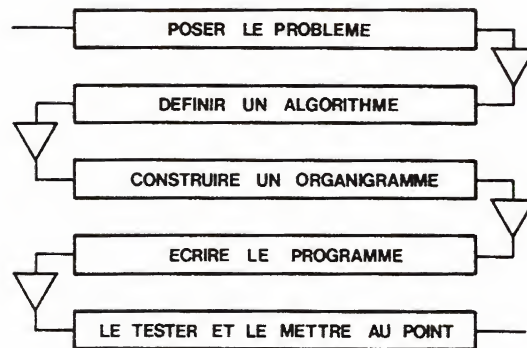 POSER LE PROBLEME
DEFINIR UN ALGORITHME
CONSTRUIRE UN ORGANIGRAMME
ECRIRE LE PROGRAMME
LE TESTER ET LE METTRE AU POINT